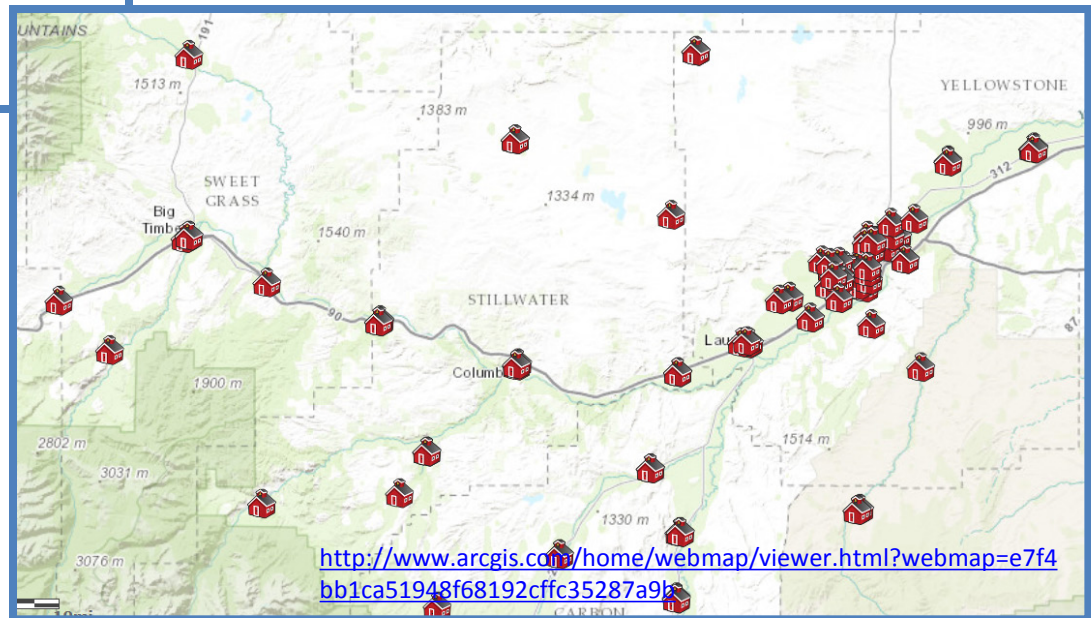 UNTAINS
191
1513 m
1383 m
YELLOWSTONE
996 m
312
SWEET
GRASS
Big
Timbe
1334 m
1540 m
STILLWATER
90
87
Lau
Columb
1900 m
2802 m
1514 m
3031 m
1330 m
3076 m
http://www.arcgis.com/home/webmap/viewer.html?webmap=e7f4
bb1ca51948f68192cffc35287a9b
CARBON